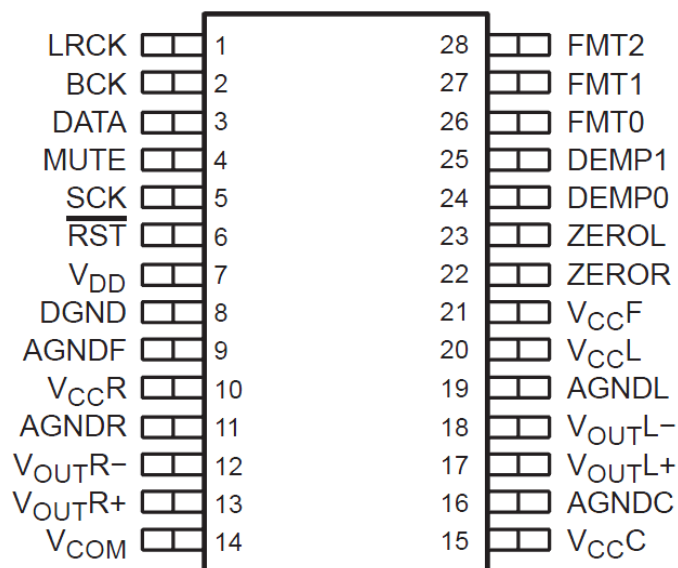 LRCK 1 28 FMT2
BCK 2 27 FMT1
DATA 3 26 FMT0
MUTE 4 25 DEMP1
SCK 5 24 DEMP0
R̅S̅T̅ 6 23 ZEROL
VDD 7 22 ZEROR
DGND 8 21 VCCF
AGNDF 9 20 VCCL
VCCR 10 19 AGNDL
AGNDR 11 18 VOUTL−
VOUTR− 12 17 VOUTL+
VOUTR+ 13 16 AGNDC
VCOM 14 15 VCCC